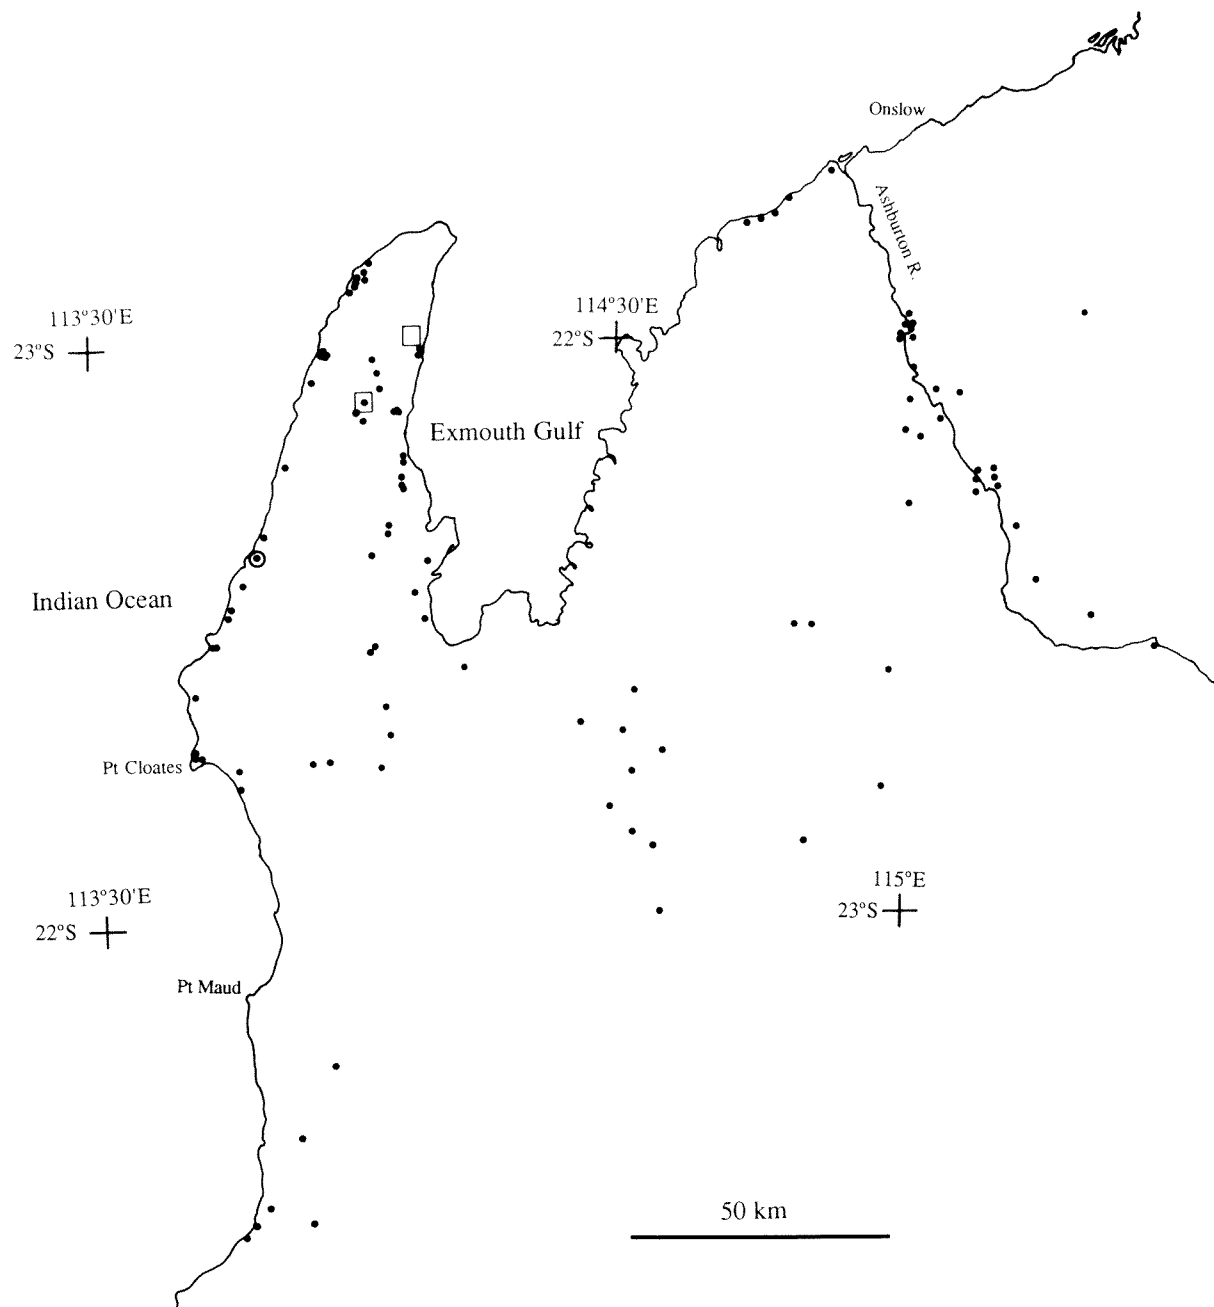 Onslow
Ashburton R.
113°30'E
23°S
114°30'E
22°S
Exmouth Gulf
Indian Ocean
Pt Cloates
115°E
23°S
113°30'E
22°S
Pt Maud
50 km